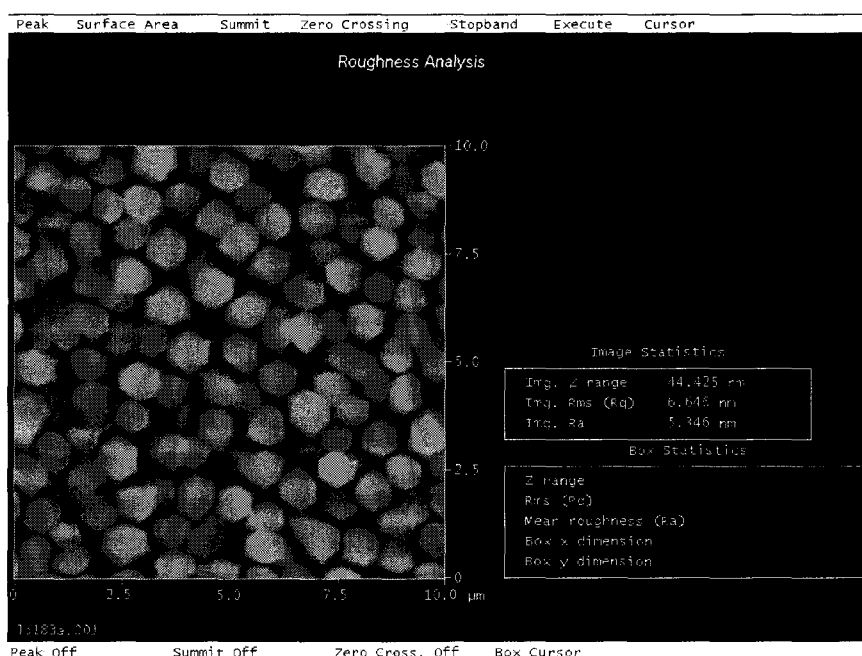 Peak Surface Area Summit Zero Crossing Stopband Execute Cursor
Roughness Analysis
10.0
7.5
5.0
2.5
0
0 2.5 5.0 7.5 10.0 µm
Image Statistics
Img. Z range 44.425 nm
Img. Rms (Rq) nm
Img. Ra 5.346 nm
Box Statistics
Z range
Rms (Rq)
Mean roughness (Ra)
Box x dimension
Box y dimension
Peak Off Summit Off Zero Cross. Off Box Cursor